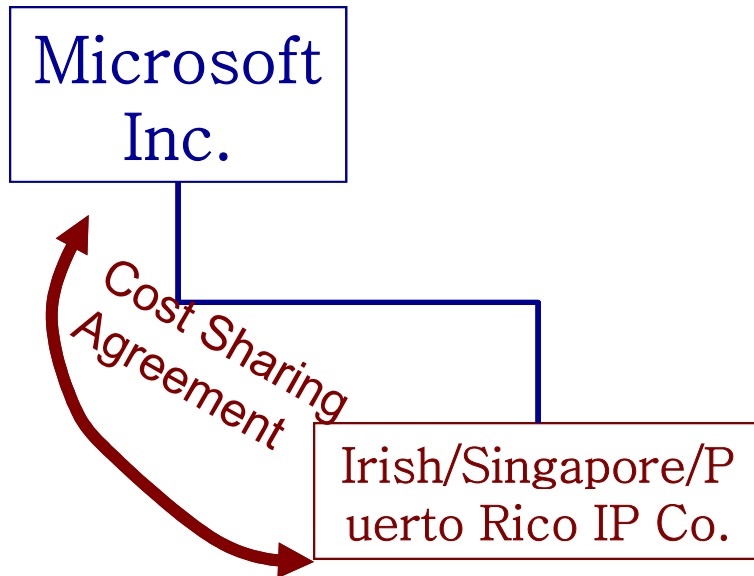 Microsoft
Inc.
Cost Sharing
Agreement
Irish/Singapore/P
uerto Rico IP Co.